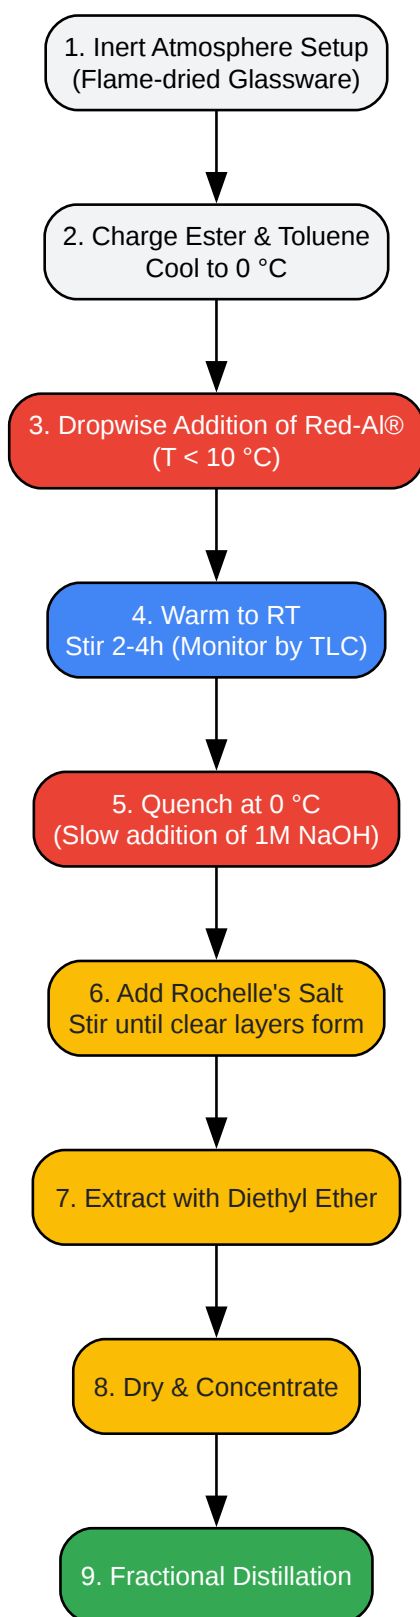 1. Inert Atmosphere Setup
(Flame-dried Glassware)
2. Charge Ester & Toluene
Cool to 0 °C
3. Dropwise Addition of Red-Al®
(T < 10 °C)
4. Warm to RT
Stir 2-4h (Monitor by TLC)
5. Quench at 0 °C
(Slow addition of 1M NaOH)
6. Add Rochelle's Salt
Stir until clear layers form
7. Extract with Diethyl Ether
8. Dry & Concentrate
9. Fractional Distillation